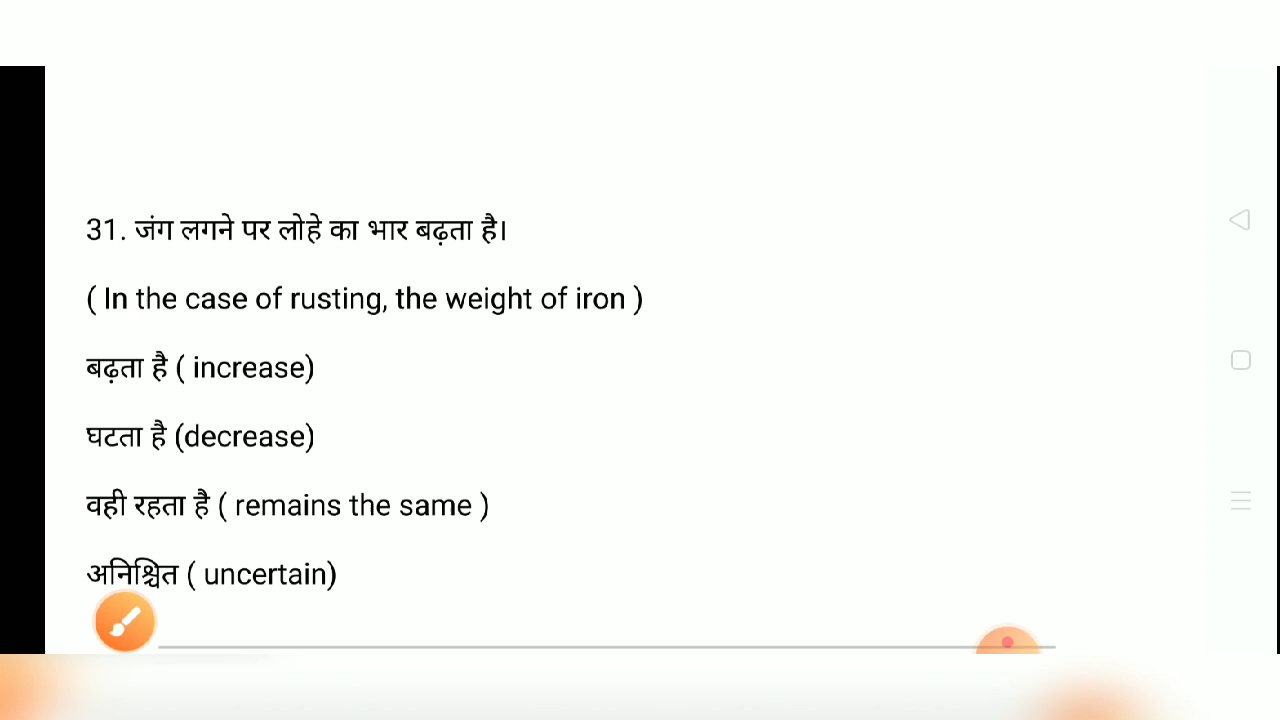 31. जंग लगने पर लोहे का भार बढ़ता है।
( In the case of rusting, the weight of iron )
बढ़ता है ( increase)
घटता है (decrease)
वही रहता है ( remains the same )
अनिश्चित ( uncertain)